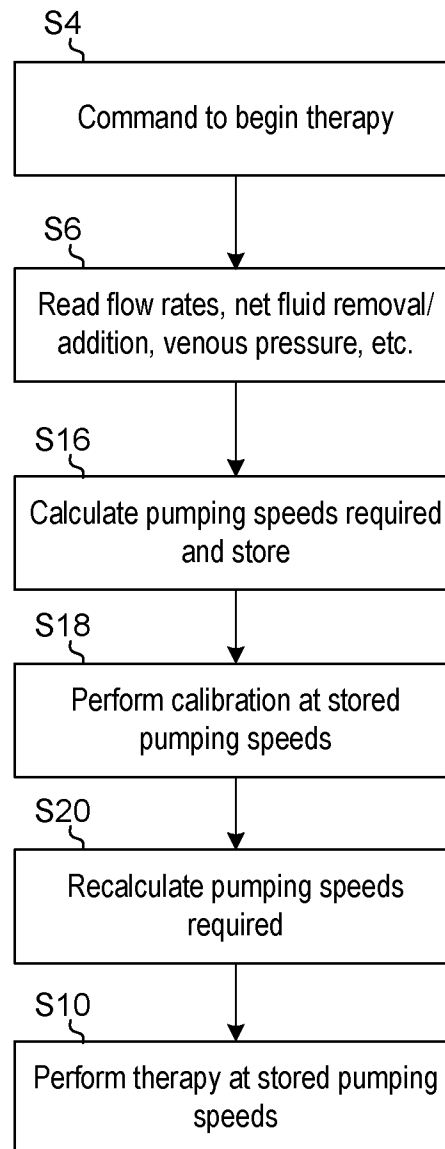 S4
Command to begin therapy
S6
Read flow rates, net fluid removal/
addition, venous pressure, etc.
S16
Calculate pumping speeds required
and store
S18
Perform calibration at stored
pumping speeds
S20
Recalculate pumping speeds
required
S10
Perform therapy at stored pumping
speeds